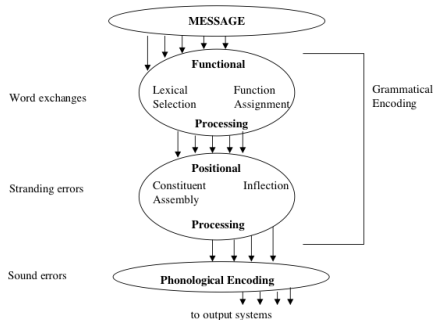 MESSAGE
Functional
Lexical Function
Selection Assignment
Processing
Word exchanges
Grammatical
Encoding
Positional
Constituent Inflection
Assembly
Processing
Stranding errors
Sound errors
Phonological Encoding
to output systems